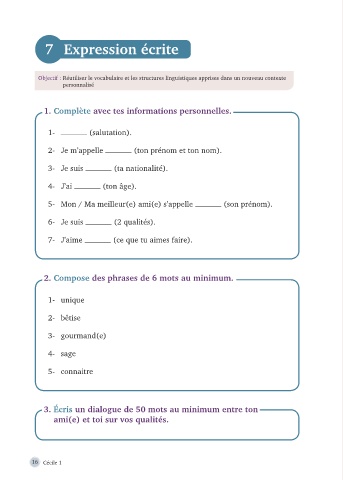 7 Expression écrite
Objectif : Réutiliser le vocabulaire et les structures linguistiques apprises dans un nouveau contexte
personnalisé
1. Complète avec tes informations personnelles.
1- ______ (salutation).
2- Je m'appelle ______ (ton prénom et ton nom).
3- Je suis ______ (ta nationalité).
4- J'ai ______ (ton âge).
5- Mon / Ma meilleur(e) ami(e) s'appelle ______ (son prénom).
6- Je suis ______ (2 qualités).
7- J'aime ______ (ce que tu aimes faire).
2. Compose des phrases de 6 mots au minimum.
1- unique
2- bêtise
3- gourmand(e)
4- sage
5- connaitre
3. Écris un dialogue de 50 mots au minimum entre ton
ami(e) et toi sur vos qualités.
16 Cécile 1